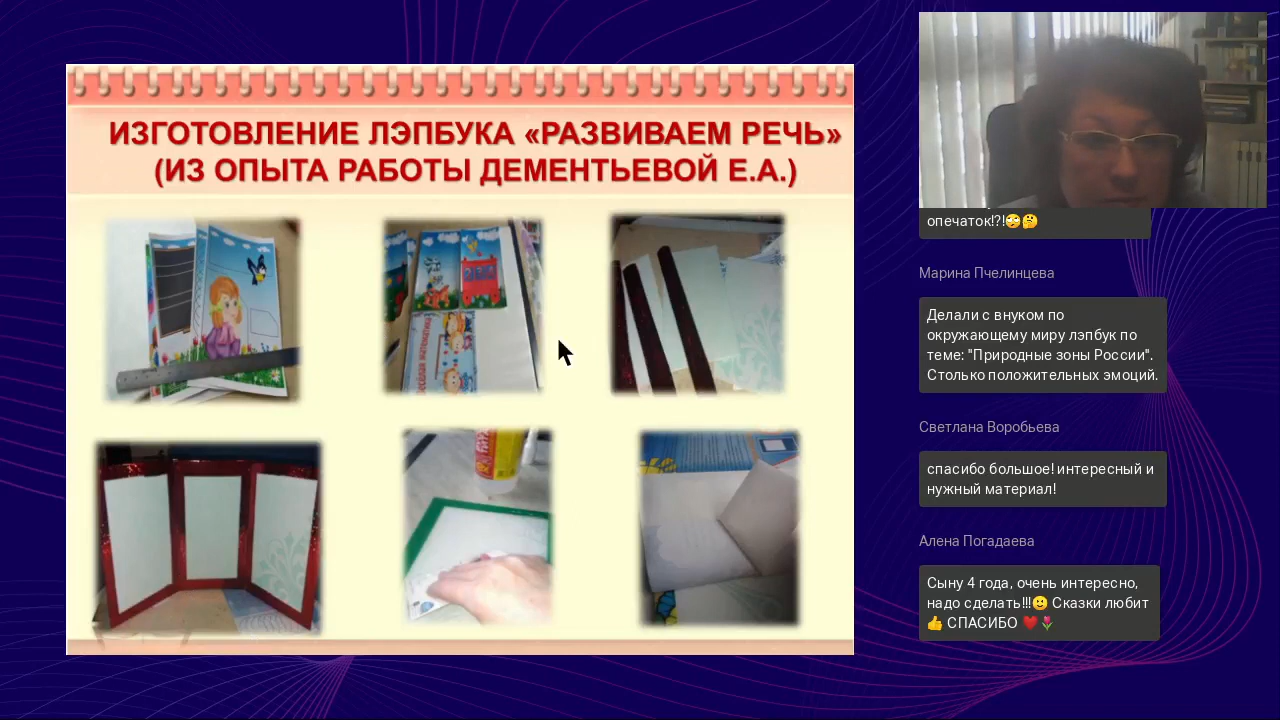 ИЗГОТОВЛЕНИЕ ЛЭПБУКА «РАЗВИВАЕМ РЕЧЬ»
(ИЗ ОПЫТА РАБОТЫ ДЕМЕНТЬЕВОЙ Е.А.)
опечаток!?!🙄🤔
Марина Пчелинцева
Делали с внуком по
окружающему миру лэпбук по
теме: "Природные зоны России".
Столько положительных эмоций.
Светлана Воробьева
спасибо большое! интересный и
нужный материал!
Алена Погадаева
Сыну 4 года, очень интересно,
надо сделать!!!🙂 Сказки любит
👍 СПАСИБО ❤️🌷